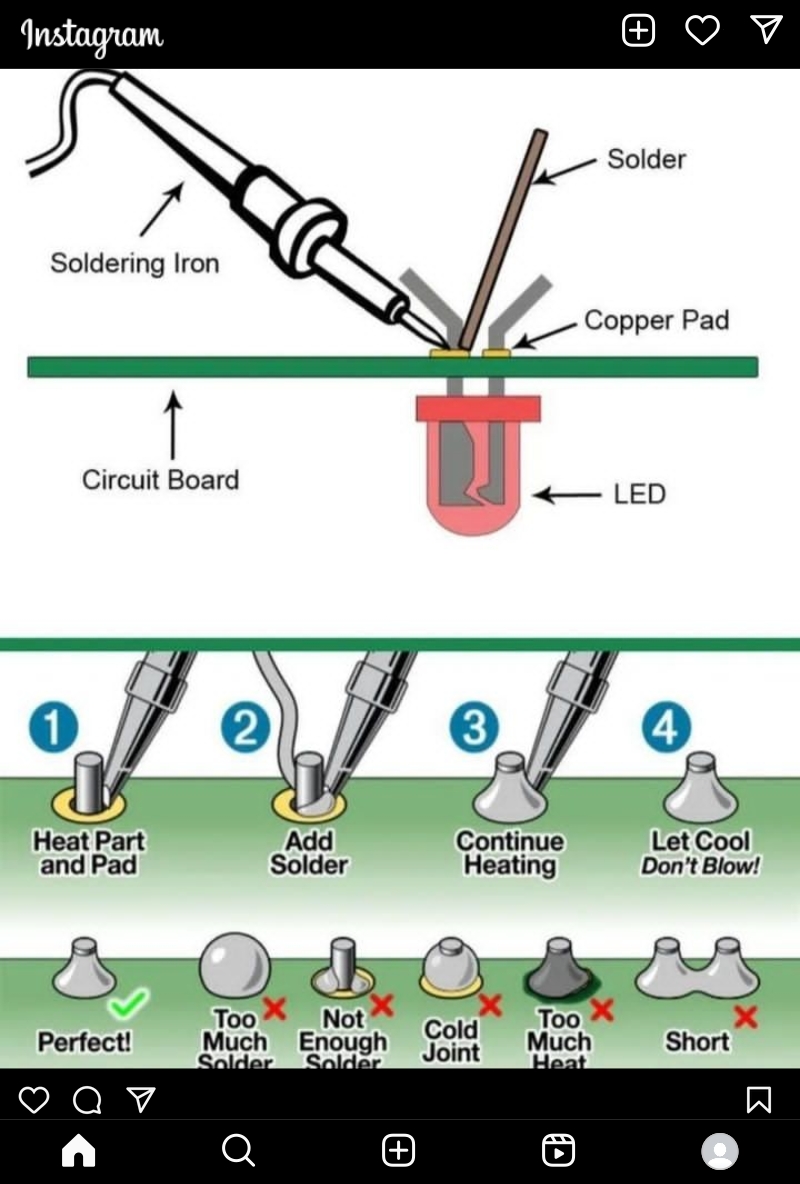 Instagram
Solder
Soldering Iron
Copper Pad
Circuit Board
LED
1
2
3
4
Heat Part
and Pad
Add
Solder
Continue
Heating
Let Cool
Don't Blow!
Perfect!
Too
Much
Solder
Not
Enough
Solder
Cold
Joint
Too
Much
Heat
Short